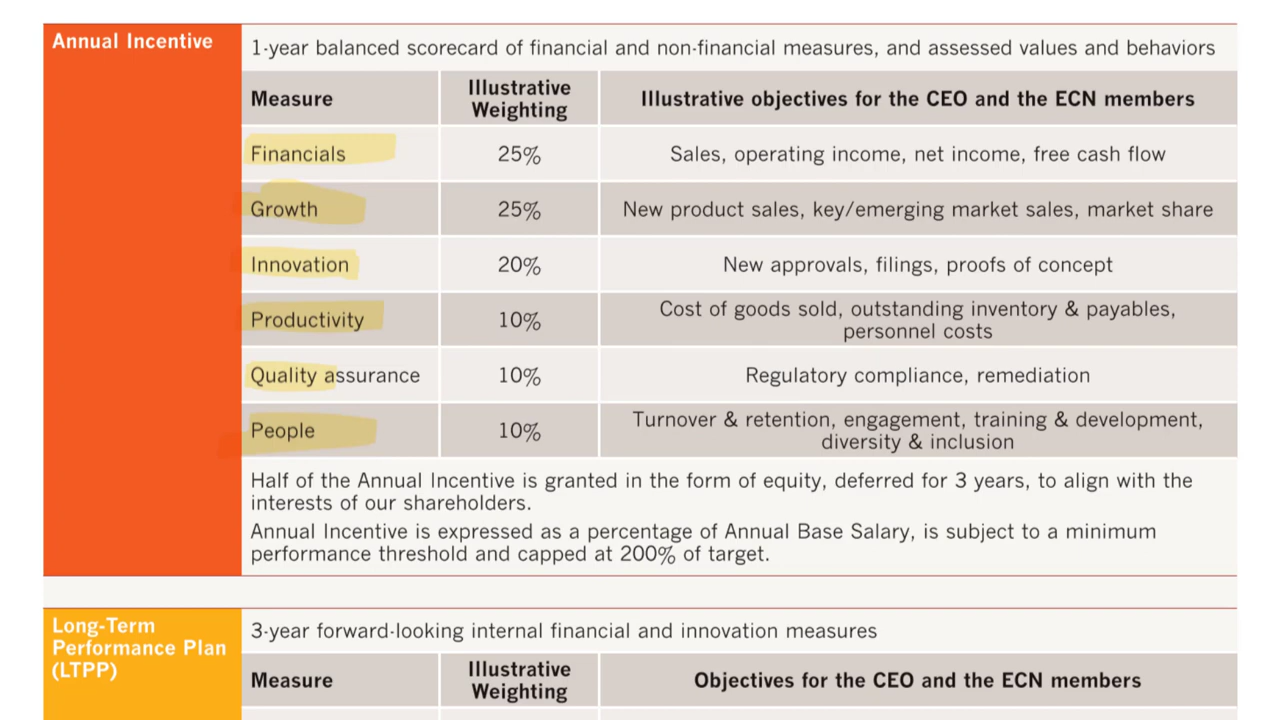 Annual Incentive
1-year balanced scorecard of financial and non-financial measures, and assessed values and behaviors
Measure
Illustrative
Weighting
Illustrative objectives for the CEO and the ECN members
Financials
25%
Sales, operating income, net income, free cash flow
Growth
25%
New product sales, key/emerging market sales, market share
Innovation
20%
New approvals, filings, proofs of concept
Productivity
10%
Cost of goods sold, outstanding inventory & payables,
personnel costs
Quality assurance
10%
Regulatory compliance, remediation
People
10%
Turnover & retention, engagement, training & development,
diversity & inclusion
Half of the Annual Incentive is granted in the form of equity, deferred for 3 years, to align with the
interests of our shareholders.
Annual Incentive is expressed as a percentage of Annual Base Salary, is subject to a minimum
performance threshold and capped at 200% of target.
Long-Term
Performance Plan
(LTPP)
3-year forward-looking internal financial and innovation measures
Measure
Illustrative
Weighting
Objectives for the CEO and the ECN members